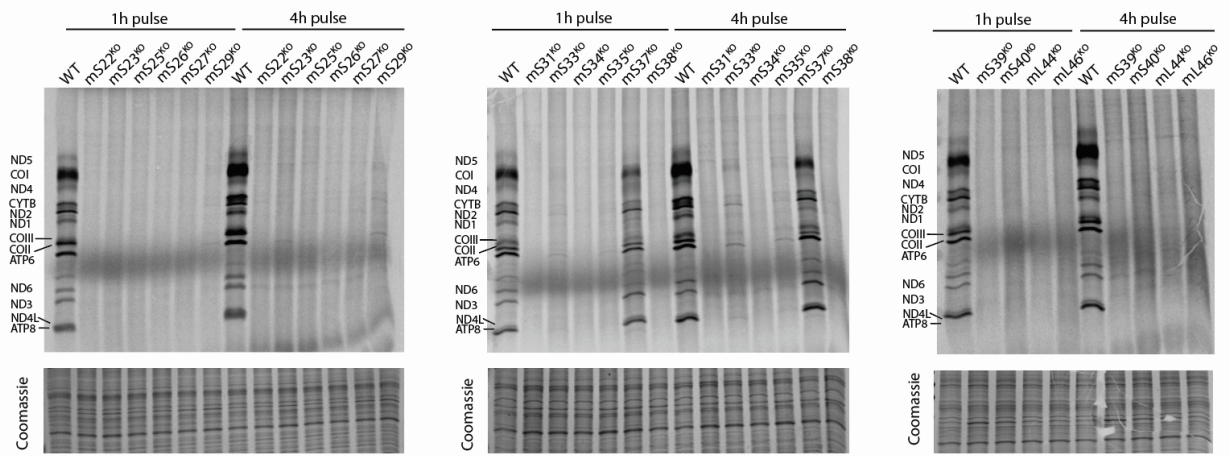 1h pulse 4h pulse
WT mS22KO mS23KO mS25KO mS26KO mS27KO mS29KO WT mS22KO mS23KO mS25KO mS26KO mS27KO mS29KO
ND5
COI
ND4
CYTB
ND2
ND1
COIII
COII
ATP6
ND6
ND3
ND4L
ATP8
Coomassie
1h pulse 4h pulse
WT mS31KO mS33KO mS34KO mS35KO mS37KO mS38KO WT mS31KO mS33KO mS34KO mS35KO mS37KO mS38KO
ND5
COI
ND4
CYTB
ND2
ND1
COIII
COII
ATP6
ND6
ND3
ND4L
ATP8
Coomassie
1h pulse 4h pulse
WT mS39KO mS40KO mL44KO mL46KO WT mS39KO mS40KO mL44KO mL46KO
ND5
COI
ND4
CYTB
ND2
ND1
COIII
COII
ATP6
ND6
ND3
ND4L
ATP8
Coomassie